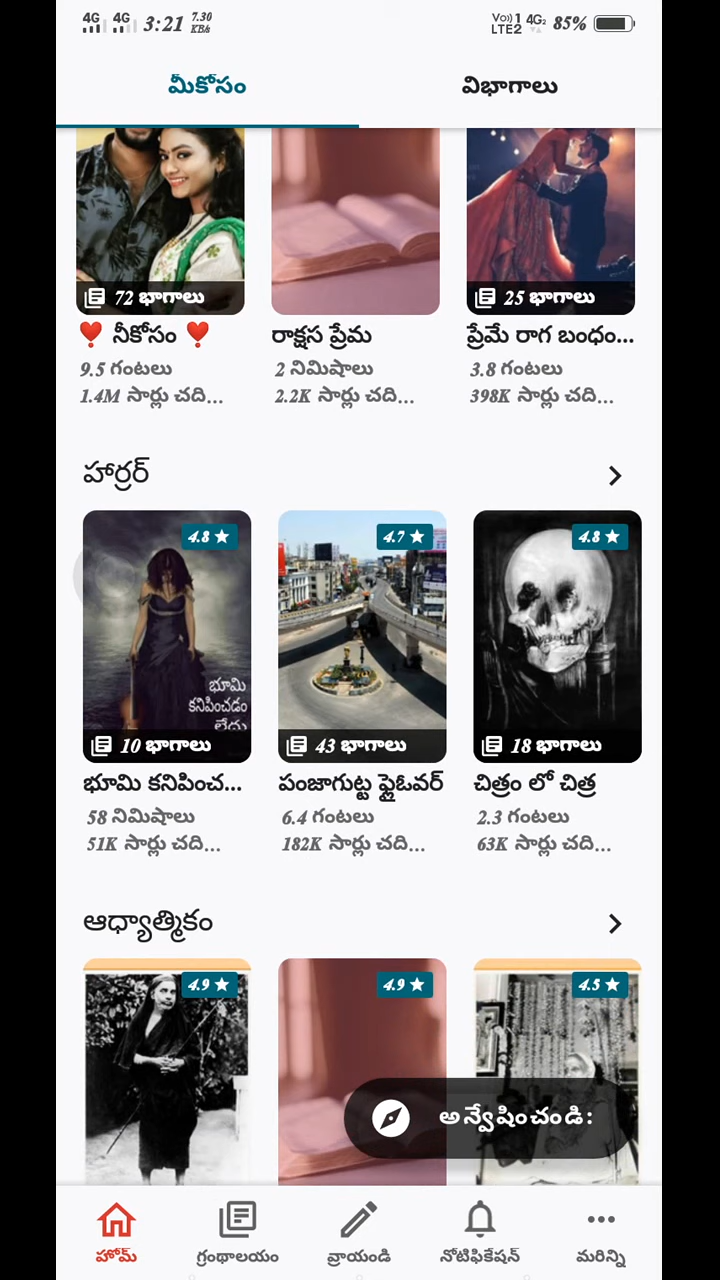 4G 4G 3:21 7.30 KB/s Vo)) 1 LTE2 4G2 85%
మీకోసం విభాగాలు
72 భాగాలు 25 భాగాలు
❣️ నీకోసం ❣️ రాక్షస ప్రేమ ప్రేమే రాగ బంధం...
9.5 గంటలు 2 నిమిషాలు 3.8 గంటలు
1.4M సార్లు చది... 2.2K సార్లు చది... 398K సార్లు చది...
హార్రర్
4.8 ★ 4.7 ★ 4.8 ★
భూమి
కనిపించడం
లేదు
10 భాగాలు 43 భాగాలు 18 భాగాలు
భూమి కనిపించ... పంజాగుట్ట ఫ్లైఓవర్ చిత్రం లో చిత్ర
58 నిమిషాలు 6.4 గంటలు 2.3 గంటలు
51K సార్లు చది... 182K సార్లు చది... 63K సార్లు చది...
ఆధ్యాత్మికం
4.9 ★ 4.9 ★ 4.5 ★
అన్వేషించండి:
హోమ్ గ్రంథాలయం వ్రాయండి నోటిఫికేషన్ మరిన్ని